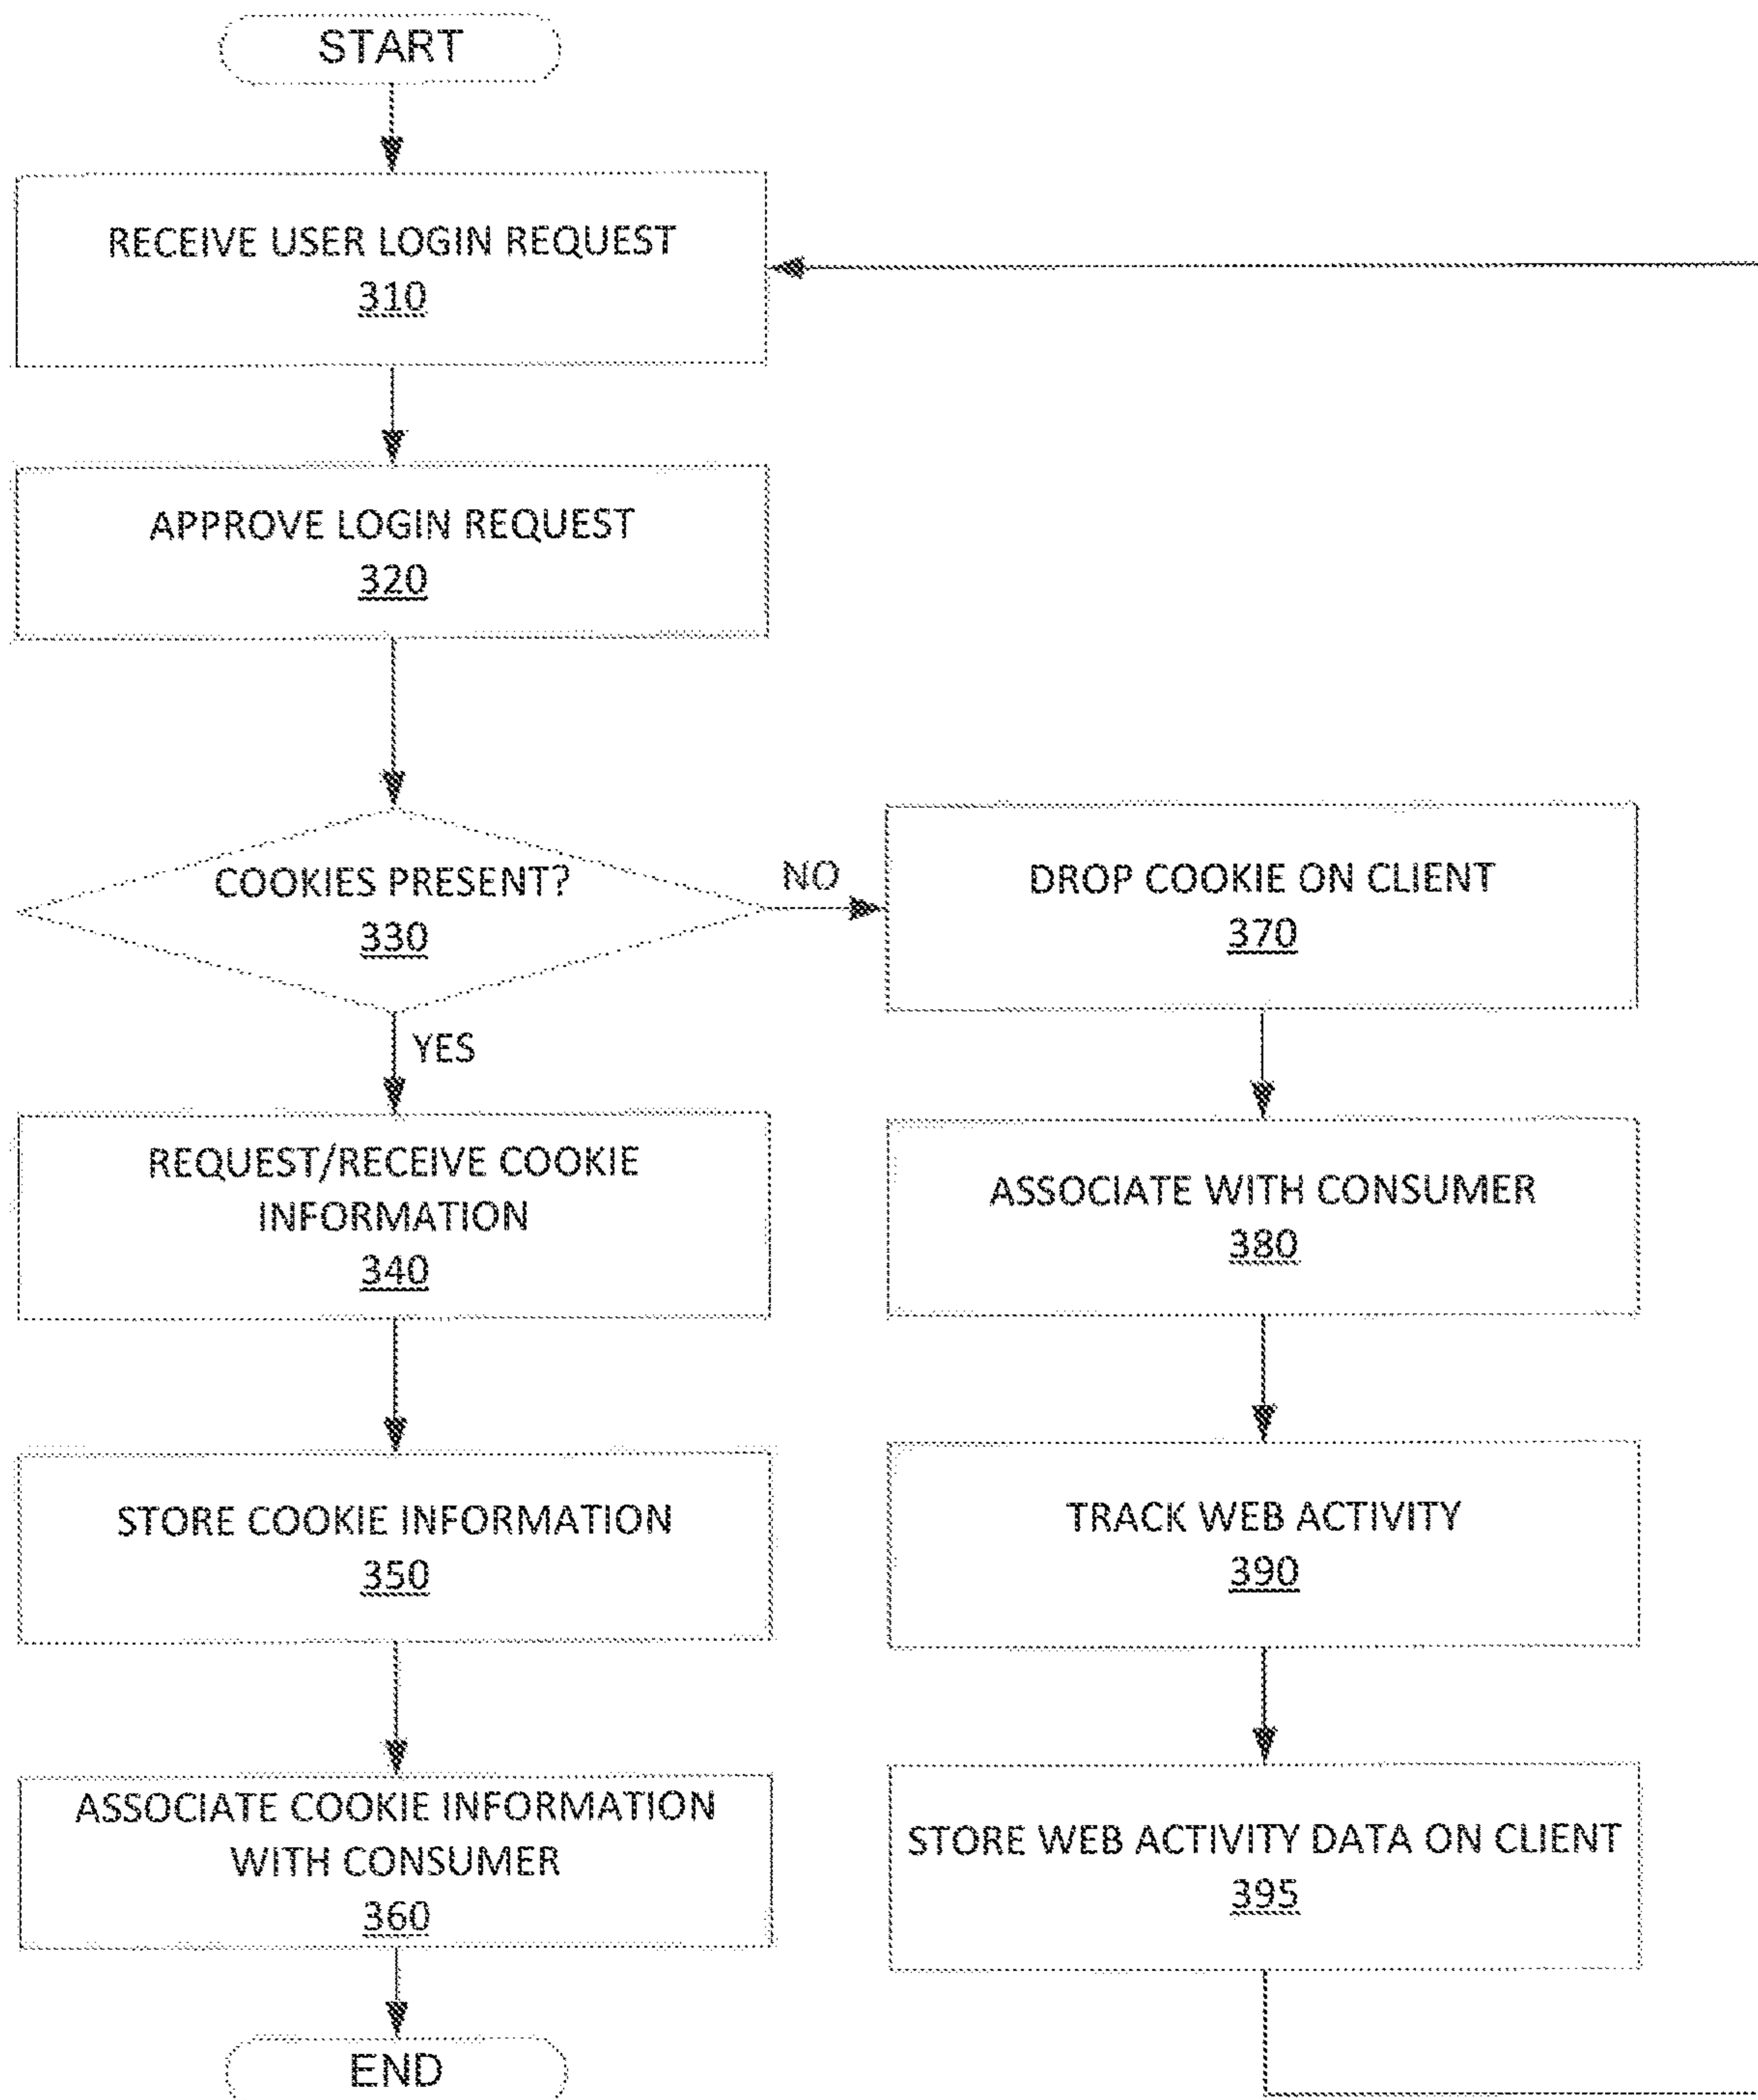 START
RECEIVE USER LOGIN REQUEST
310
APPROVE LOGIN REQUEST
320
COOKIES PRESENT?
330
NO
YES
REQUEST/RECEIVE COOKIE
INFORMATION
340
STORE COOKIE INFORMATION
350
ASSOCIATE COOKIE INFORMATION
WITH CONSUMER
360
END
DROP COOKIE ON CLIENT
370
ASSOCIATE WITH CONSUMER
380
TRACK WEB ACTIVITY
390
STORE WEB ACTIVITY DATA ON CLIENT
395